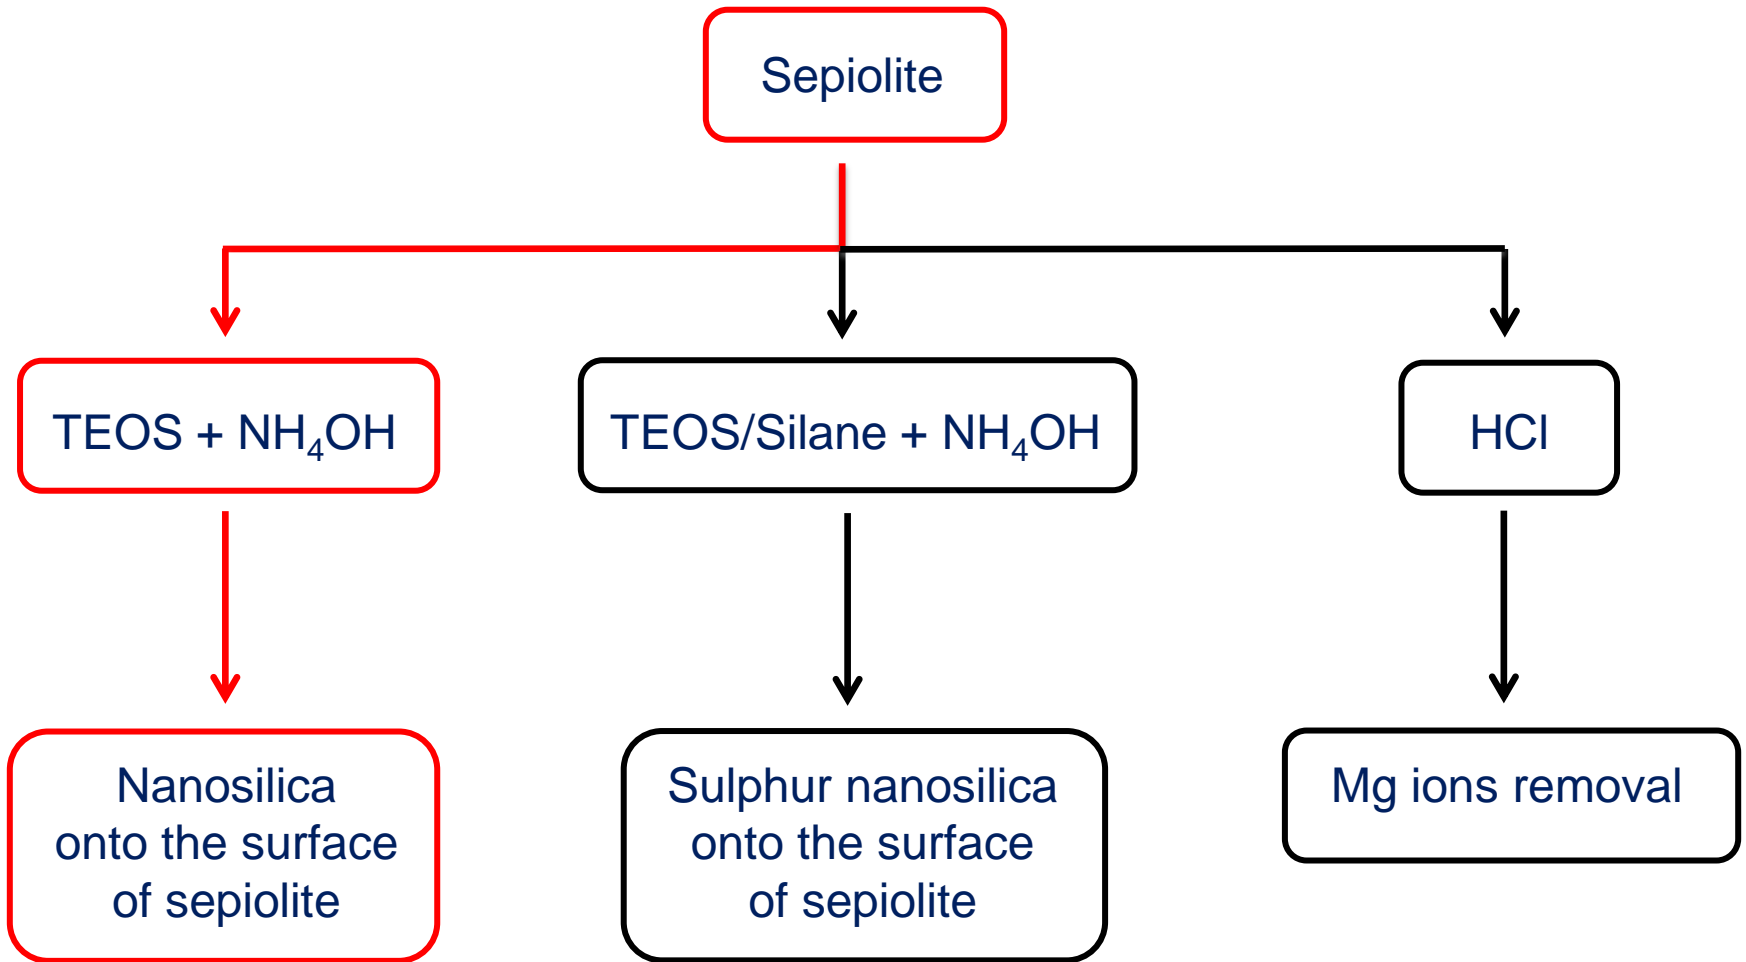 Sepiolite
TEOS + NH₄OH
TEOS/Silane + NH₄OH
HCl
Nanosilica
onto the surface
of sepiolite
Sulphur nanosilica
onto the surface
of sepiolite
Mg ions removal